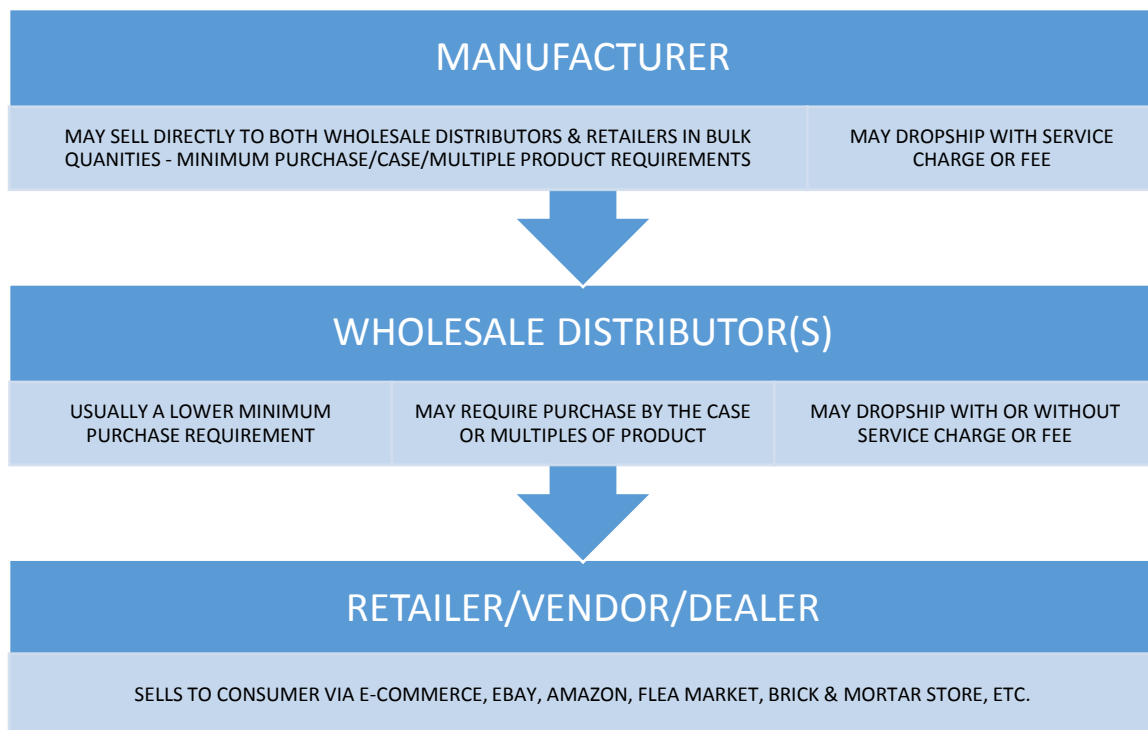 MANUFACTURER
MAY SELL DIRECTLY TO BOTH WHOLESALE DISTRIBUTORS & RETAILERS IN BULK
QUANITIES - MINIMUM PURCHASE/CASE/MULTIPLE PRODUCT REQUIREMENTS
MAY DROPSHIP WITH SERVICE
CHARGE OR FEE
WHOLESALE DISTRIBUTOR(S)
USUALLY A LOWER MINIMUM
PURCHASE REQUIREMENT
MAY REQUIRE PURCHASE BY THE CASE
OR MULTIPLES OF PRODUCT
MAY DROPSHIP WITH OR WITHOUT
SERVICE CHARGE OR FEE
RETAILER/VENDOR/DEALER
SELLS TO CONSUMER VIA E-COMMERCE, EBAY, AMAZON, FLEA MARKET, BRICK & MORTAR STORE, ETC.